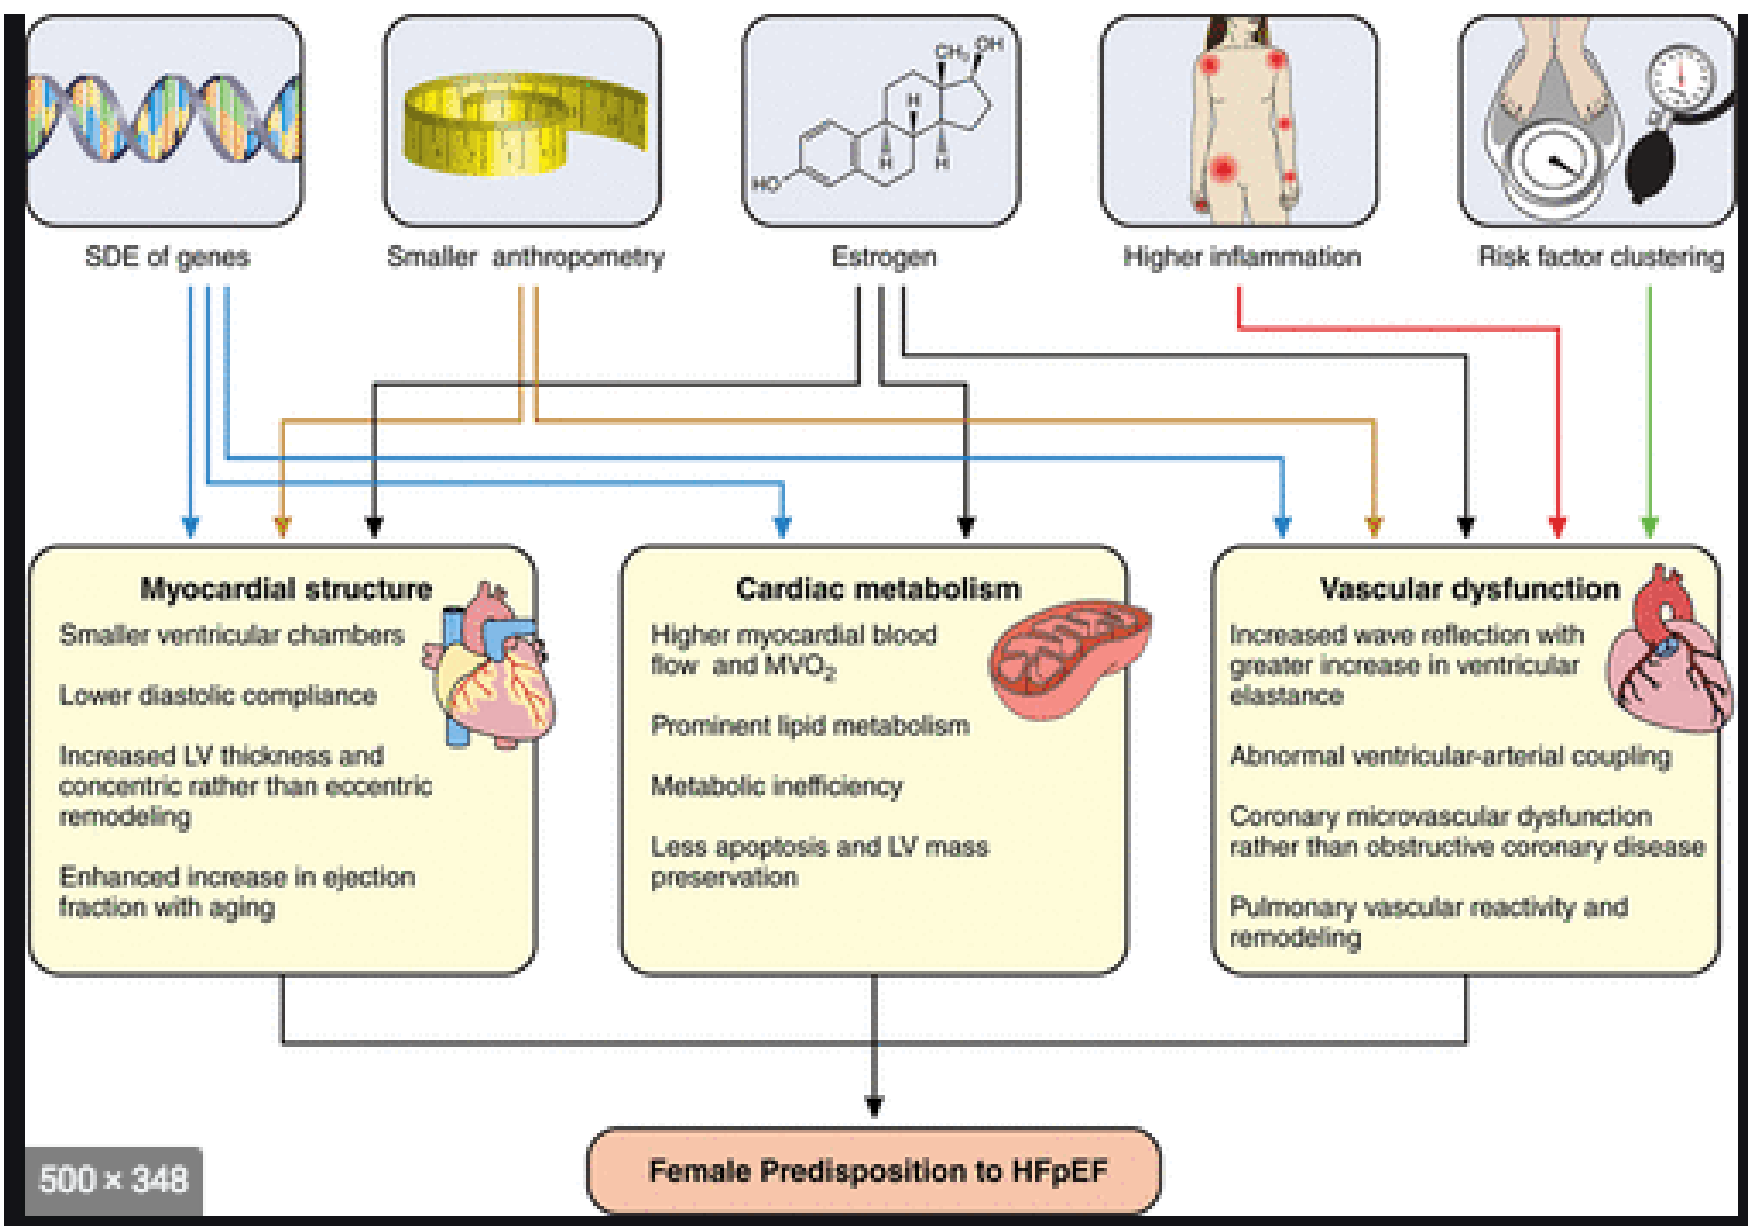 CH3 OH
H
H H
HO
SDE of genes
Smaller anthropometry
Estrogen
Higher inflammation
Risk factor clustering
Myocardial structure
Smaller ventricular chambers
Lower diastolic compliance
Increased LV thickness and
concentric rather than eccentric
remodeling
Enhanced increase in ejection
fraction with aging
Cardiac metabolism
Higher myocardial blood
flow and MVO2
Prominent lipid metabolism
Metabolic inefficiency
Less apoptosis and LV mass
preservation
Vascular dysfunction
Increased wave reflection with
greater increase in ventricular
elastance
Abnormal ventricular-arterial coupling
Coronary microvascular dysfunction
rather than obstructive coronary disease
Pulmonary vascular reactivity and
remodeling
Female Predisposition to HFpEF
500 × 348